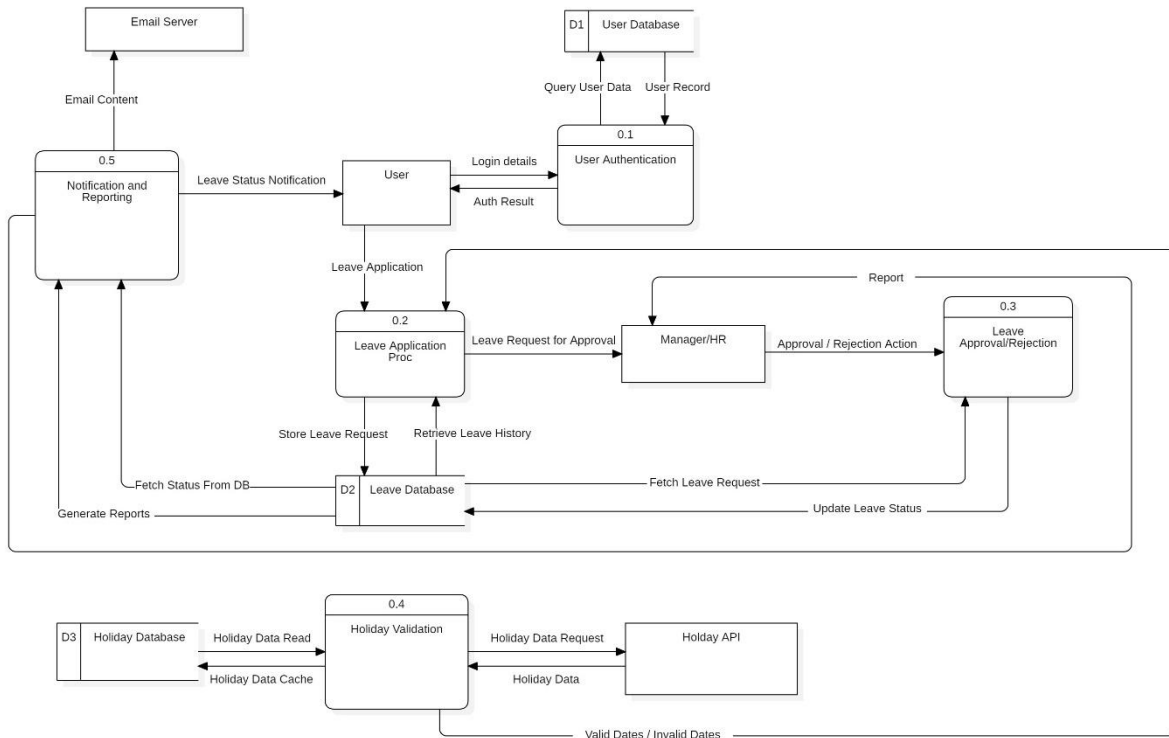 Email Server
D1
User Database
Email Content
Query User Data
User Record
0.5
Notification and
Reporting
Leave Status Notification
User
Login details
Auth Result
0.1
User Authentication
Leave Application
Report
0.2
Leave Application
Proc
Leave Request for Approval
Manager/HR
Approval / Rejection Action
0.3
Leave
Approval/Rejection
Store Leave Request
Retrieve Leave History
Fetch Status From DB
D2
Leave Database
Fetch Leave Request
Generate Reports
Update Leave Status
D3
Holiday Database
Holiday Data Read
Holiday Data Cache
0.4
Holiday Validation
Holiday Data Request
Holiday Data
Holday API
Valid Dates / Invalid Dates